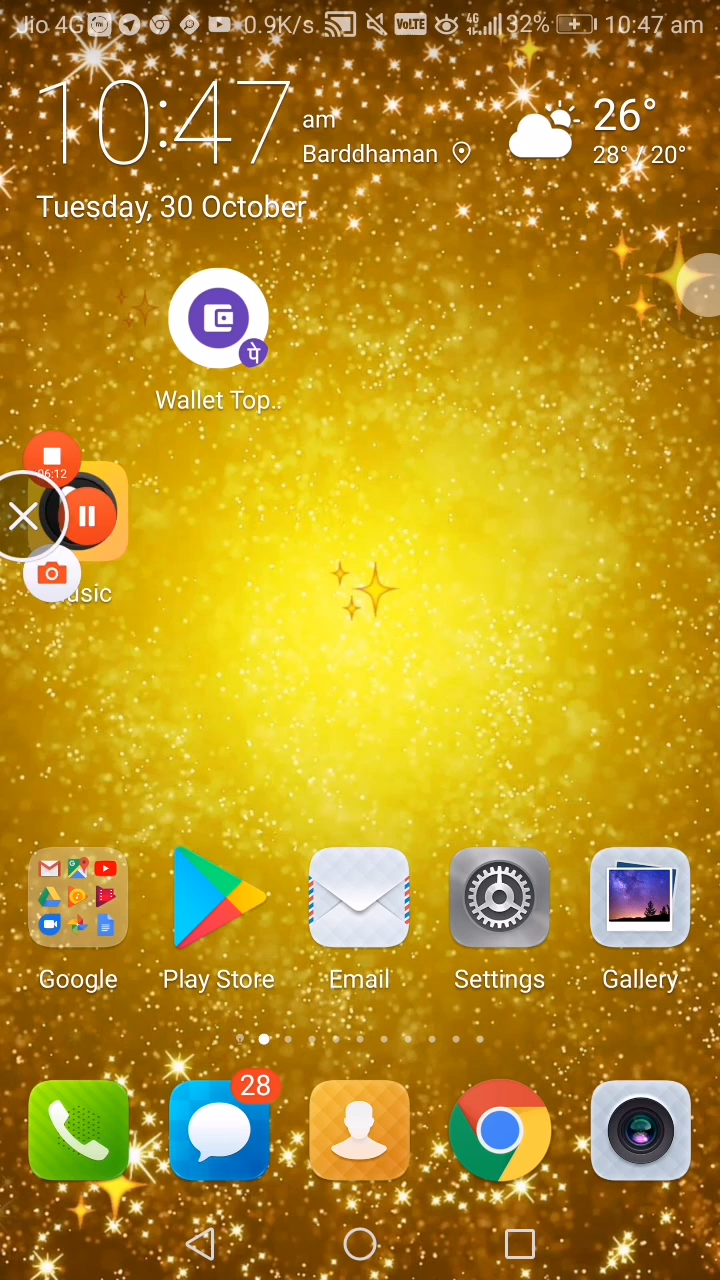 Jio 4G 0.9K/s VoLTE 4G 32% 10:47 am
10:47 am
Barddhaman
26°
28° / 20°
Tuesday, 30 October
पे
Wallet Top..
06:12
usic
Google Play Store Email Settings Gallery
28